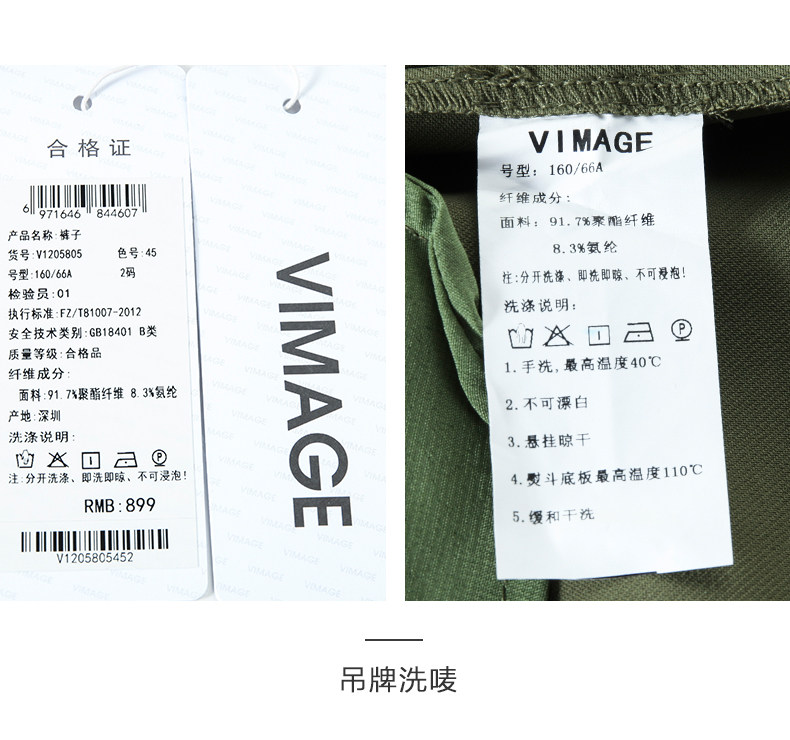 合格证
6 971646 844607
产品名称:裤子
货号:V1205805 色号:45
号型:160/66A 2码
检验员:01
执行标准:FZ/T81007-2012
安全技术类别:GB18401 B类
质量等级:合格品
纤维成分:
面料:91.7%聚酯纤维 8.3%氨纶
产地:深圳
洗涤说明:
注:分开洗涤、即洗即晾、不可浸泡!
RMB:899
V1205805452
VIMAGE
VIMAGE
号型: 160/66A
纤维成分:
面料: 91.7%聚酯纤维
8.3%氨纶
注:分开洗涤、即洗即晾、不可浸泡!
洗涤说明:
P
1.手洗,最高温度40℃
2.不可漂白
3.悬挂晾干
4.熨斗底板最高温度110℃
5.缓和干洗
吊牌洗唛